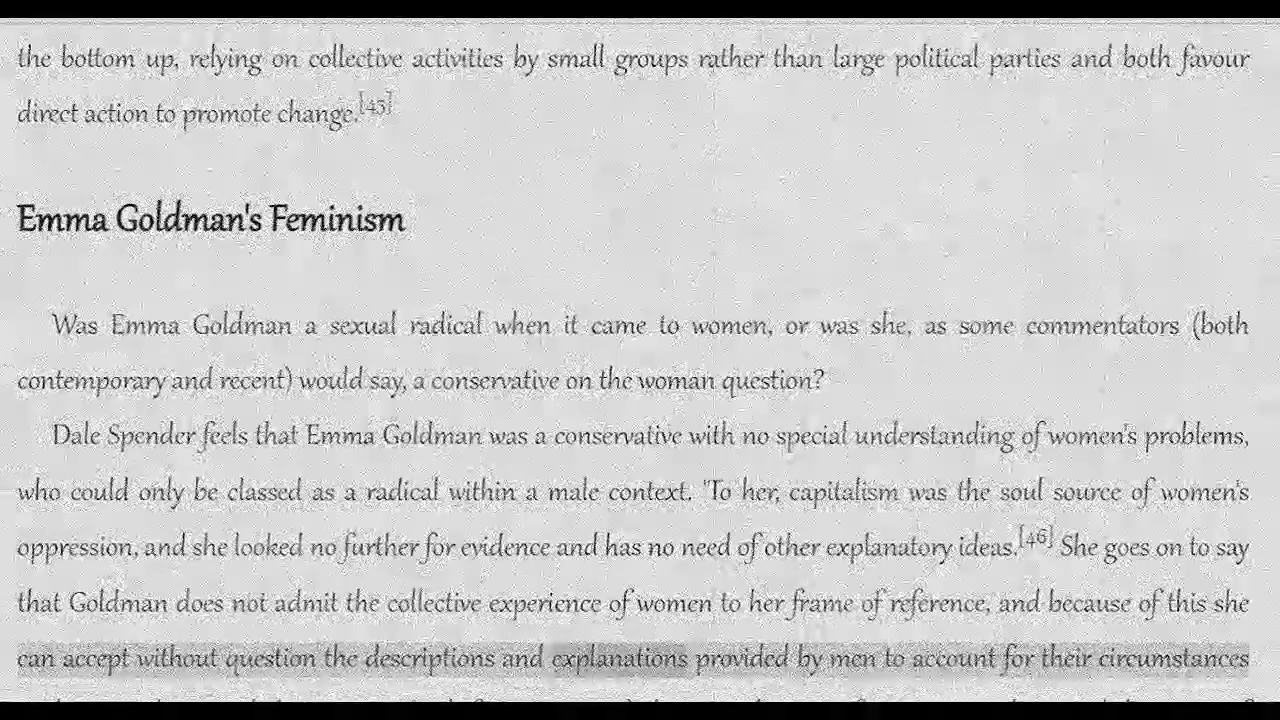 the bottom up, relying on collective activities by small groups rather than large political parties and both favour
direct action to promote change.[45]
Emma Goldman's Feminism
Was Emma Goldman a sexual radical when it came to women, or was she, as some commentators (both
contemporary and recent) would say, a conservative on the woman question?
Dale Spender feels that Emma Goldman was a conservative with no special understanding of women's problems,
who could only be classed as a radical within a male context. "To her, capitalism was the soul source of women's
oppression, and she looked no further for evidence and has no need of other explanatory ideas.[46] She goes on to say
that Goldman does not admit the collective experience of women to her frame of reference, and because of this she
can accept without question the descriptions and explanations provided by men to account for their circumstances